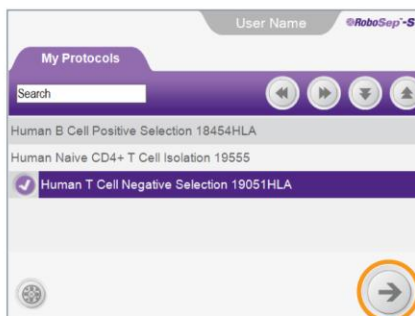 User Name
RoboSep®-S
My Protocols
Search
Human B Cell Positive Selection 18454HLA
Human Naive CD4+ T Cell Isolation 19555
Human T Cell Negative Selection 19051HLA